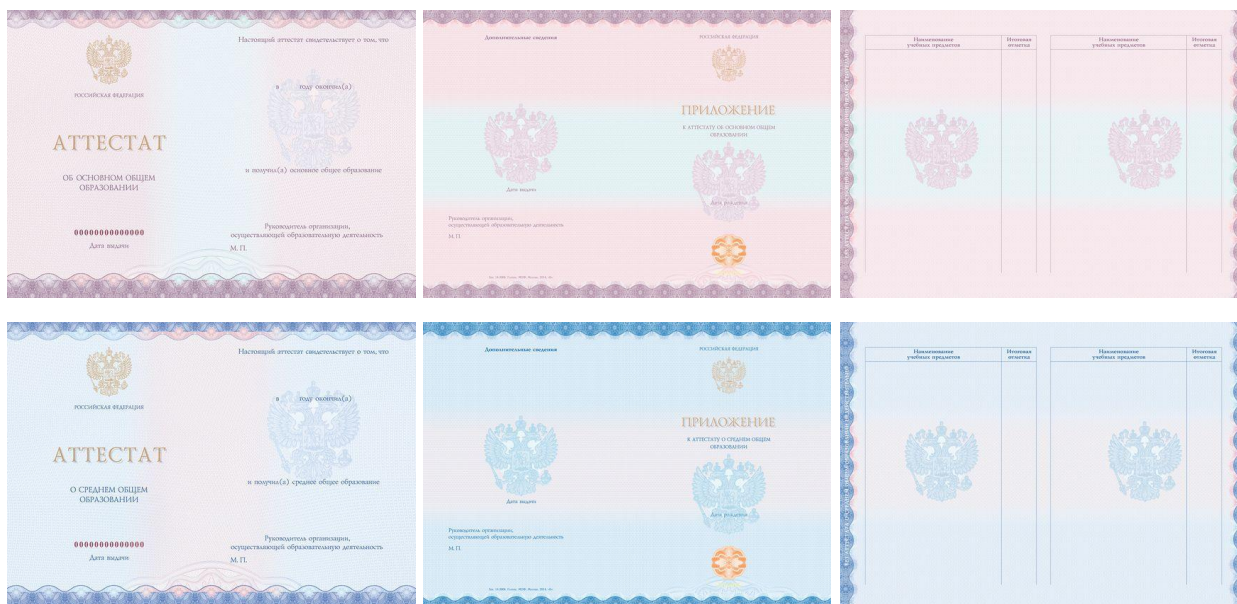 РОССИЙСКАЯ ФЕДЕРАЦИЯ
АТТЕСТАТ
ОБ ОСНОВНОМ ОБЩЕМ
ОБРАЗОВАНИИ
00000000000000
Дата выдачи
Настоящий аттестат свидетельствует о том, что
в году окончил(а)
и получил(а) основное общее образование
Руководитель организации,
осуществляющей образовательную деятельность
М. П.
Дополнительные сведения
Дата выдачи
Руководитель организации,
осуществляющей образовательную деятельность
М. П.
РОССИЙСКАЯ ФЕДЕРАЦИЯ
ПРИЛОЖЕНИЕ
К АТТЕСТАТУ ОБ ОСНОВНОМ ОБЩЕМ
ОБРАЗОВАНИИ
Дата рождения
Наименование
учебных предметов
Итоговая
отметка
Наименование
учебных предметов
Итоговая
отметка
РОССИЙСКАЯ ФЕДЕРАЦИЯ
АТТЕСТАТ
О СРЕДНЕМ ОБЩЕМ
ОБРАЗОВАНИИ
00000000000000
Дата выдачи
Настоящий аттестат свидетельствует о том, что
в году окончил(а)
и получил(а) среднее общее образование
Руководитель организации,
осуществляющей образовательную деятельность
М. П.
Дополнительные сведения
Дата выдачи
Руководитель организации,
осуществляющей образовательную деятельность
М. П.
РОССИЙСКАЯ ФЕДЕРАЦИЯ
ПРИЛОЖЕНИЕ
К АТТЕСТАТУ О СРЕДНЕМ ОБЩЕМ
ОБРАЗОВАНИИ
Дата рождения
Наименование
учебных предметов
Итоговая
отметка
Наименование
учебных предметов
Итоговая
отметка